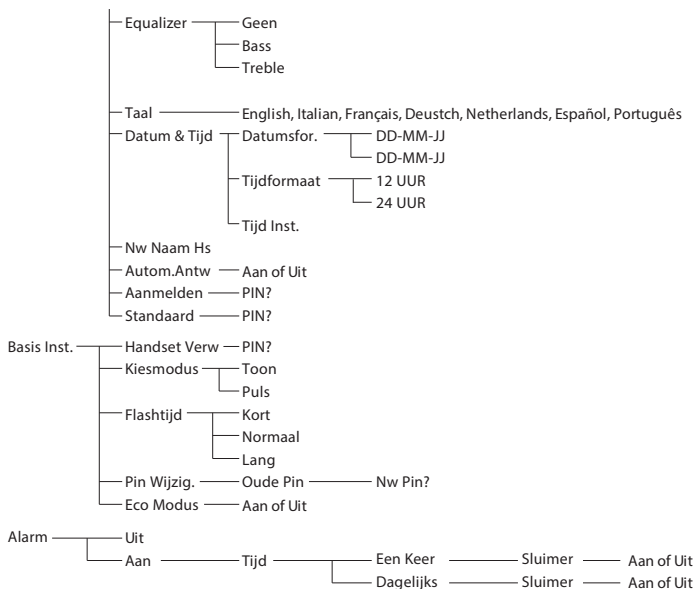 Equalizer Geen
Bass
Treble
Taal English, Italian, Français, Deustch, Netherlands, Español, Português
Datum & Tijd Datumsfor. DD-MM-JJ
DD-MM-JJ
Tijdformaat 12 UUR
24 UUR
Tijd Inst.
Nw Naam Hs
Autom.Antw Aan of Uit
Aanmelden PIN?
Standaard PIN?
Basis Inst. Handset Verw PIN?
Kiesmodus Toon
Puls
Flashtijd Kort
Normaal
Lang
Pin Wijzig. Oude Pin Nw Pin?
Eco Modus Aan of Uit
Alarm Uit
Aan Tijd Een Keer Sluimer Aan of Uit
Dagelijks Sluimer Aan of Uit